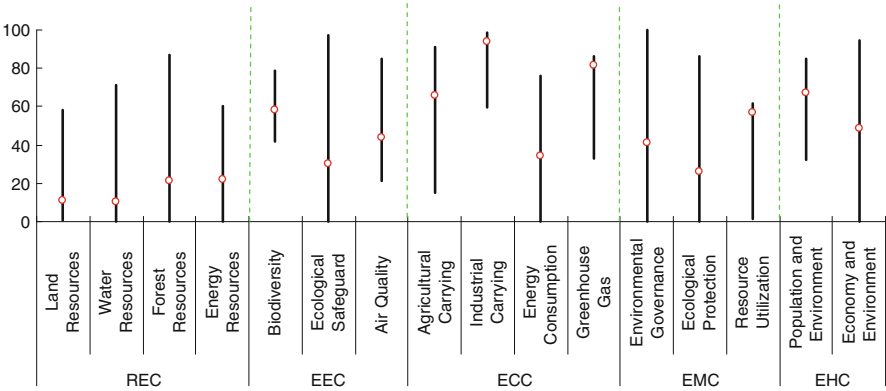 100
80
60
40
20
0
Land
Resources
Water
Resources
Forest
Resources
Energy
Resources
Biodiversity
Ecological
Safeguard
Air Quality
Agricultural
Carrying
Industrial
Carrying
Energy
Consumption
Greenhouse
Gas
Environmental
Governance
Ecological
Protection
Resource
Utilization
Population and
Environment
Economy and
Environment
REC
EEC
ECC
EMC
EHC